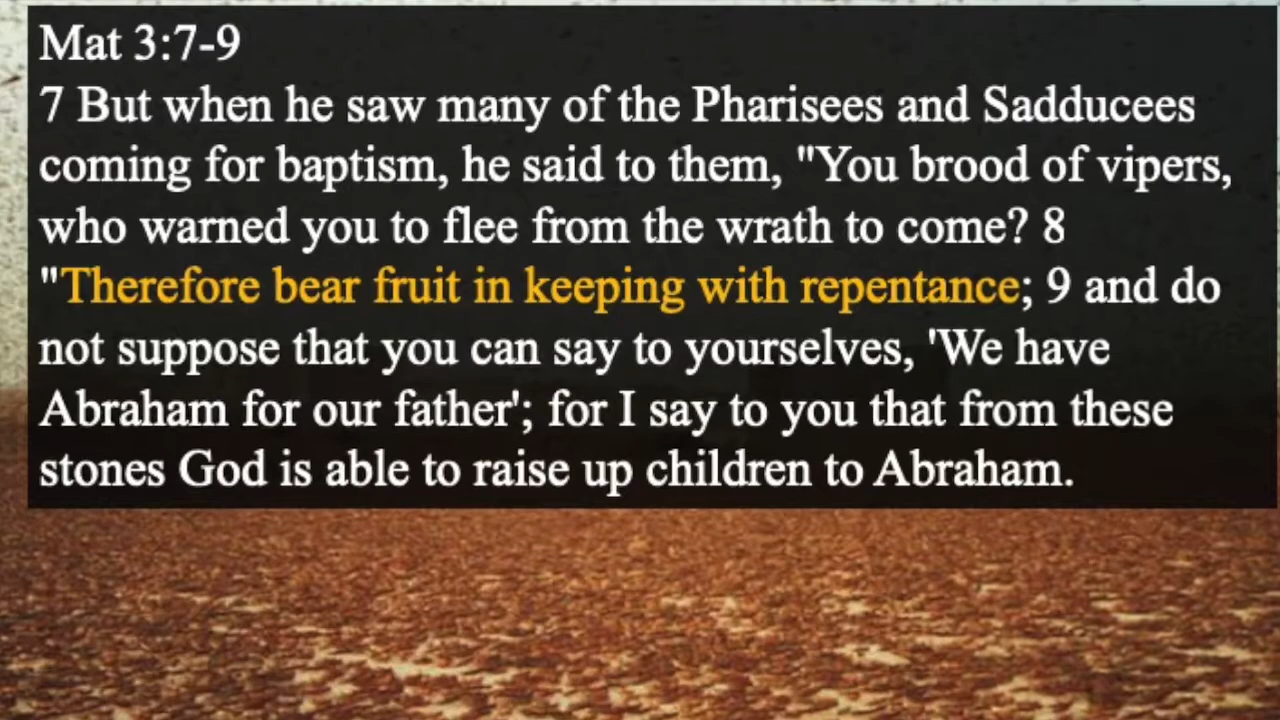 Mat 3:7-9
7 But when he saw many of the Pharisees and Sadducees
coming for baptism, he said to them, "You brood of vipers,
who warned you to flee from the wrath to come? 8
"Therefore bear fruit in keeping with repentance; 9 and do
not suppose that you can say to yourselves, 'We have
Abraham for our father'; for I say to you that from these
stones God is able to raise up children to Abraham.